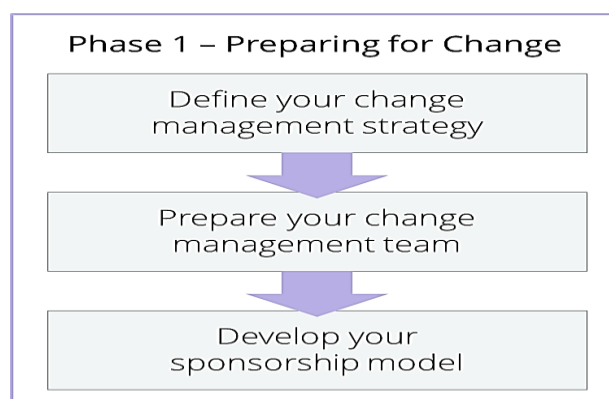 Phase 1 – Preparing for Change
Define your change
management strategy
Prepare your change
management team
Develop your
sponsorship model